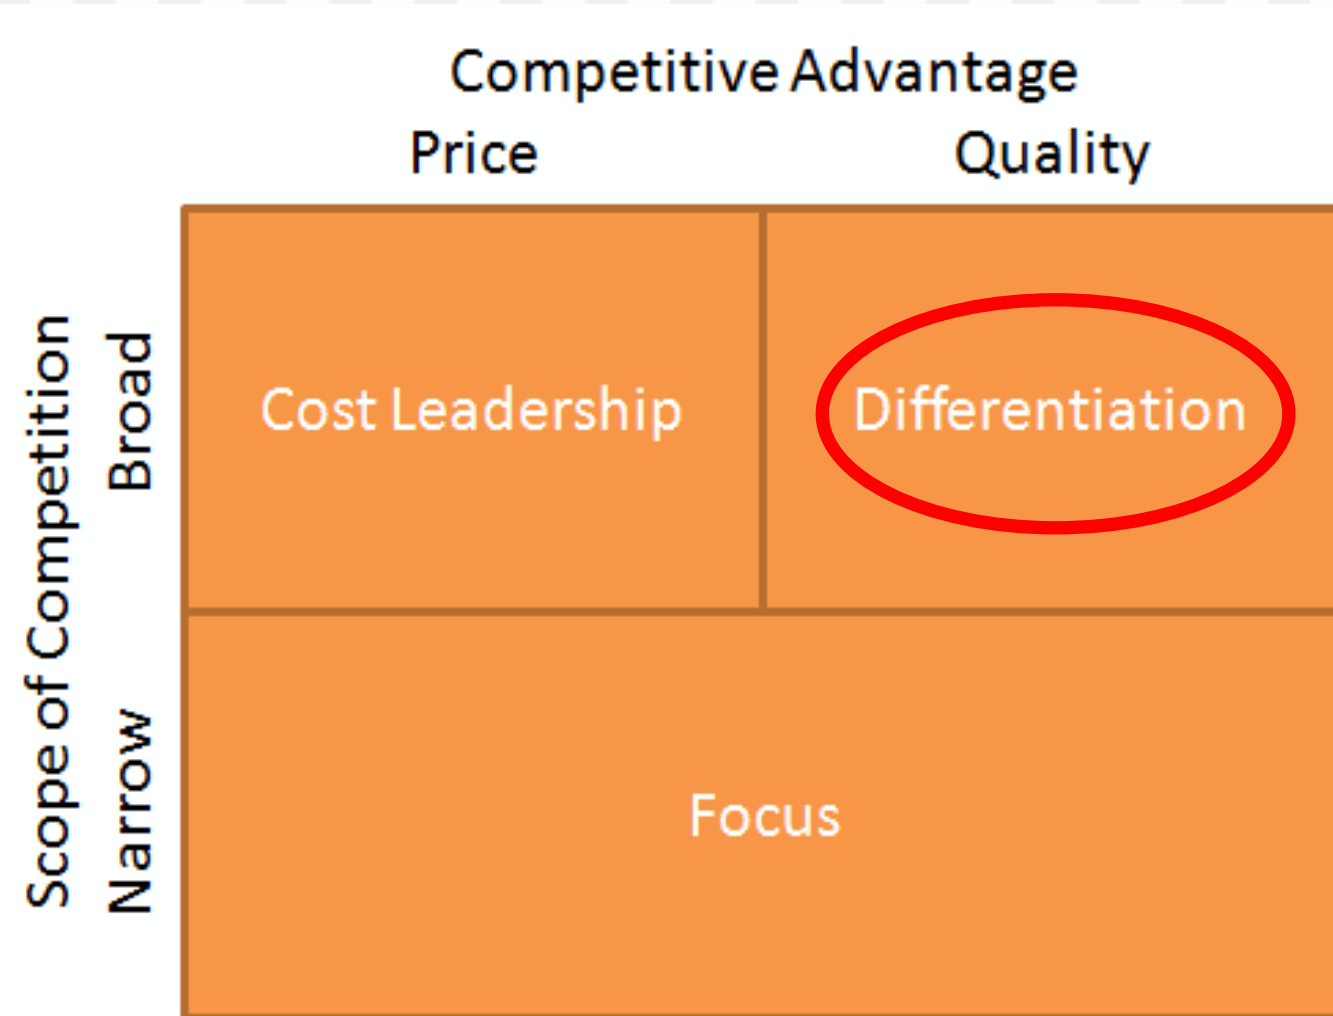 Competitive Advantage
Price Quality
Scope of Competition
Broad
Cost Leadership Differentiation
Narrow
Focus